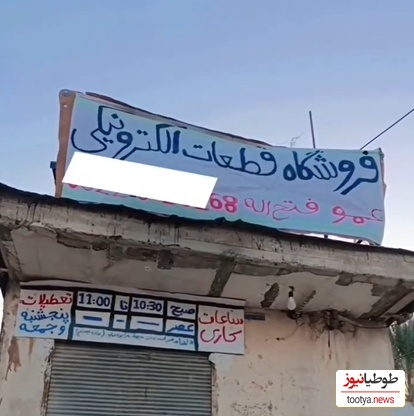 فروشگاه قطعات الکترونیکی
عمو فتح اله
68
ساعات کاری
صبح 10:30 تا 11:00
عصر
تعطیلات پنجشنبه و جمعه
طوطیانیوز
tootya.news